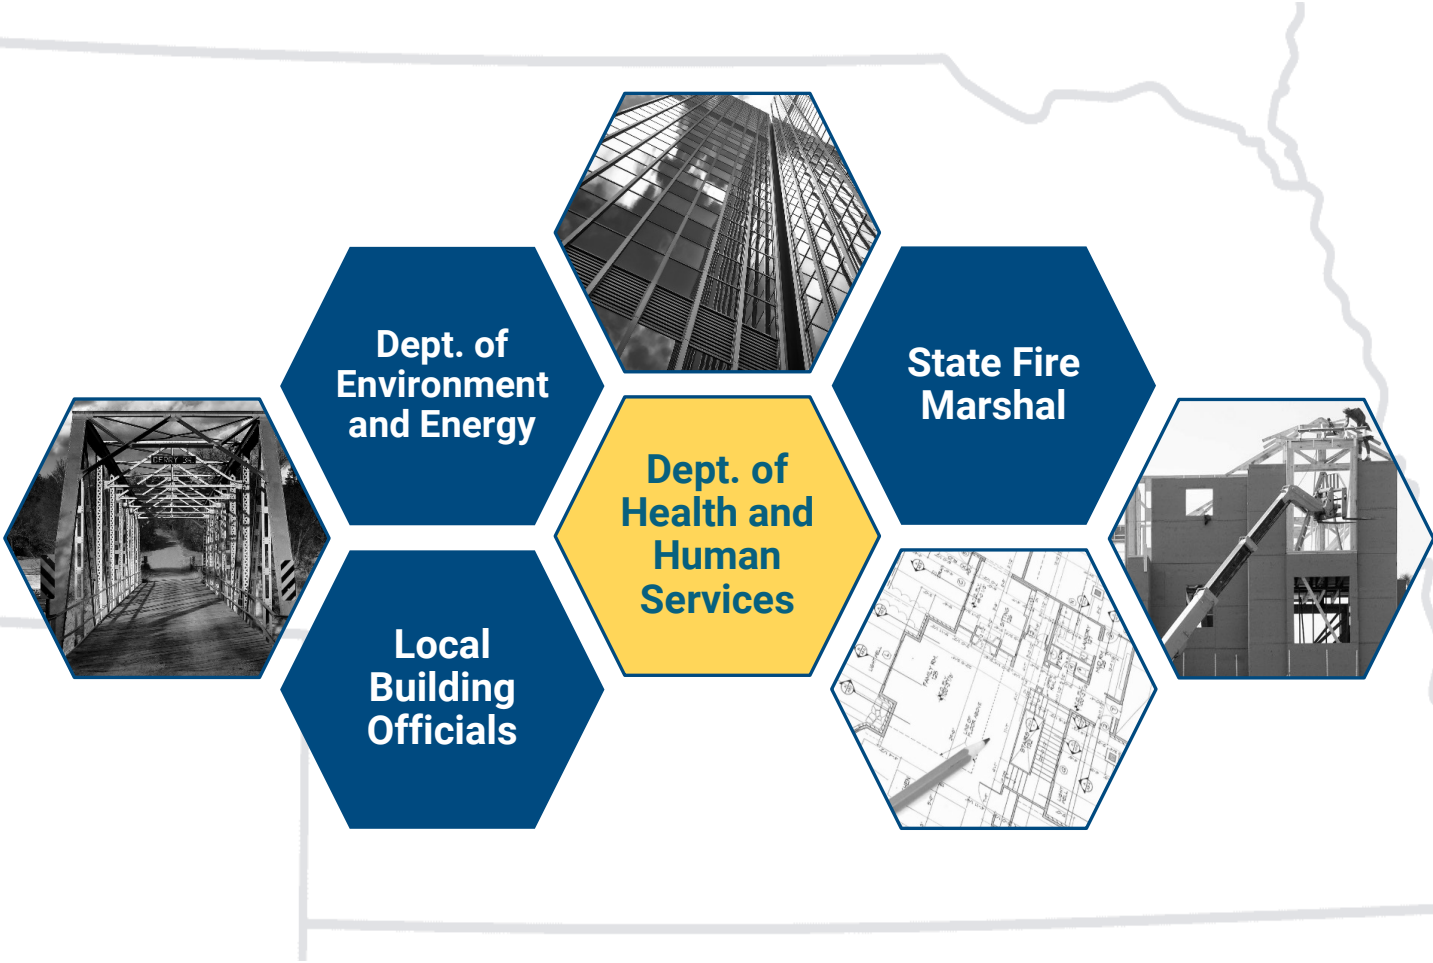 Dept. of
Environment
and Energy
State Fire
Marshal
Dept. of
Health and
Human
Services
Local
Building
Officials